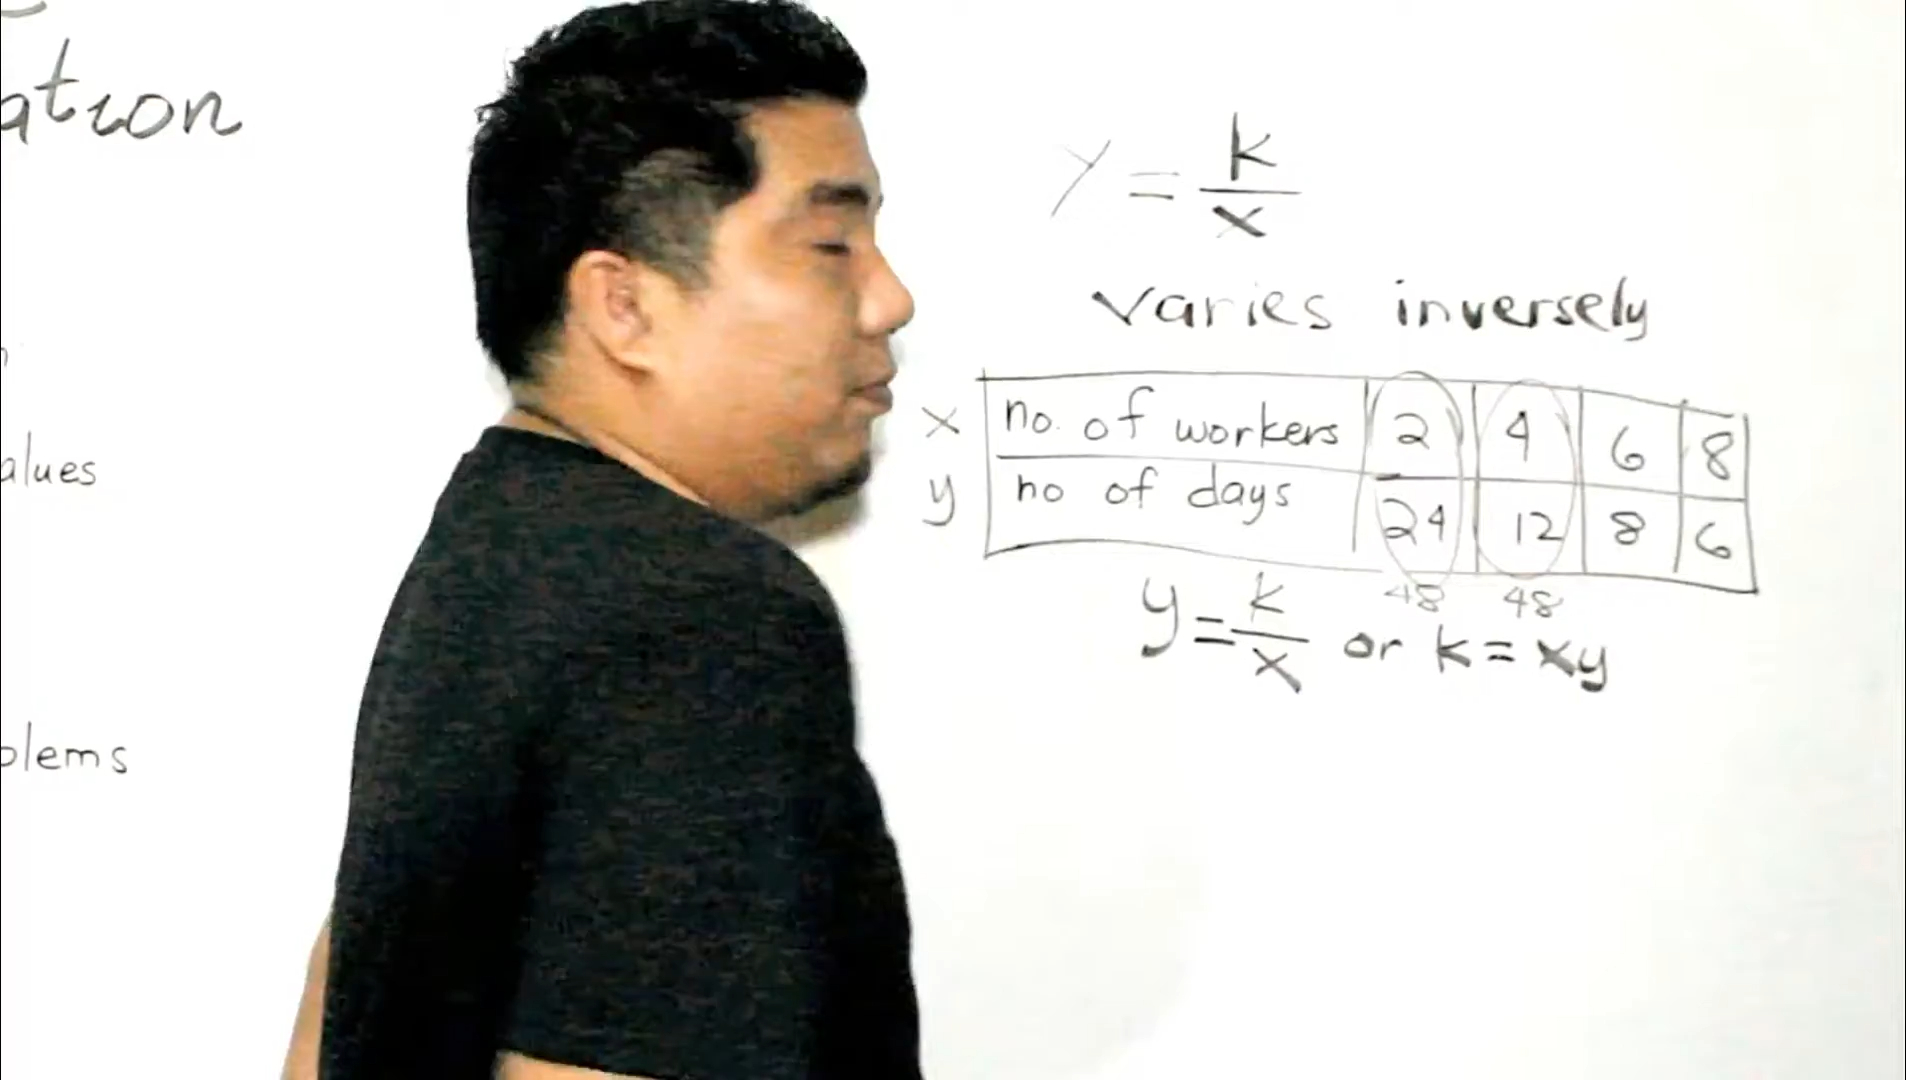 ation
alues
blems
y = k/x
varies inversely
x no. of workers 2 4 6 8
y no of days 24 12 8 6
48 48
y = k/x or k = xy